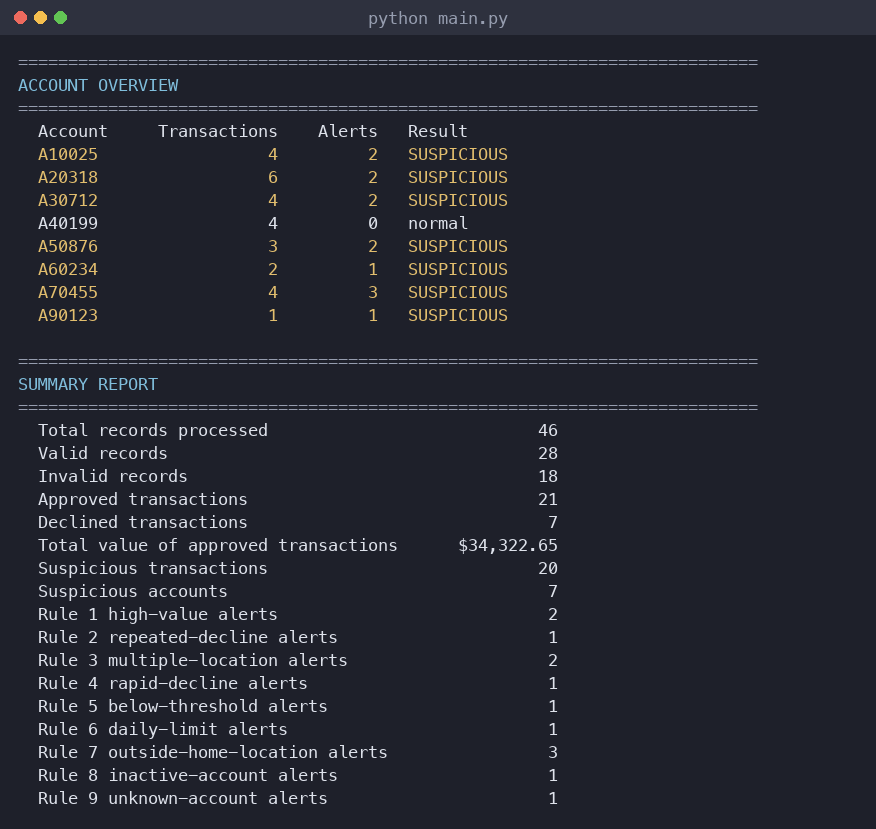 python main.py
==========================================================================
ACCOUNT OVERVIEW
==========================================================================
  Account     Transactions    Alerts   Result
  A10025                 4         2   SUSPICIOUS
  A20318                 6         2   SUSPICIOUS
  A30712                 4         2   SUSPICIOUS
  A40199                 4         0   normal
  A50876                 3         2   SUSPICIOUS
  A60234                 2         1   SUSPICIOUS
  A70455                 4         3   SUSPICIOUS
  A90123                 1         1   SUSPICIOUS
==========================================================================
SUMMARY REPORT
==========================================================================
  Total records processed                           46
  Valid records                                     28
  Invalid records                                   18
  Approved transactions                             21
  Declined transactions                              7
  Total value of approved transactions      $34,322.65
  Suspicious transactions                           20
  Suspicious accounts                                7
  Rule 1 high-value alerts                           2
  Rule 2 repeated-decline alerts                     1
  Rule 3 multiple-location alerts                    2
  Rule 4 rapid-decline alerts                        1
  Rule 5 below-threshold alerts                      1
  Rule 6 daily-limit alerts                          1
  Rule 7 outside-home-location alerts                3
  Rule 8 inactive-account alerts                     1
  Rule 9 unknown-account alerts                      1